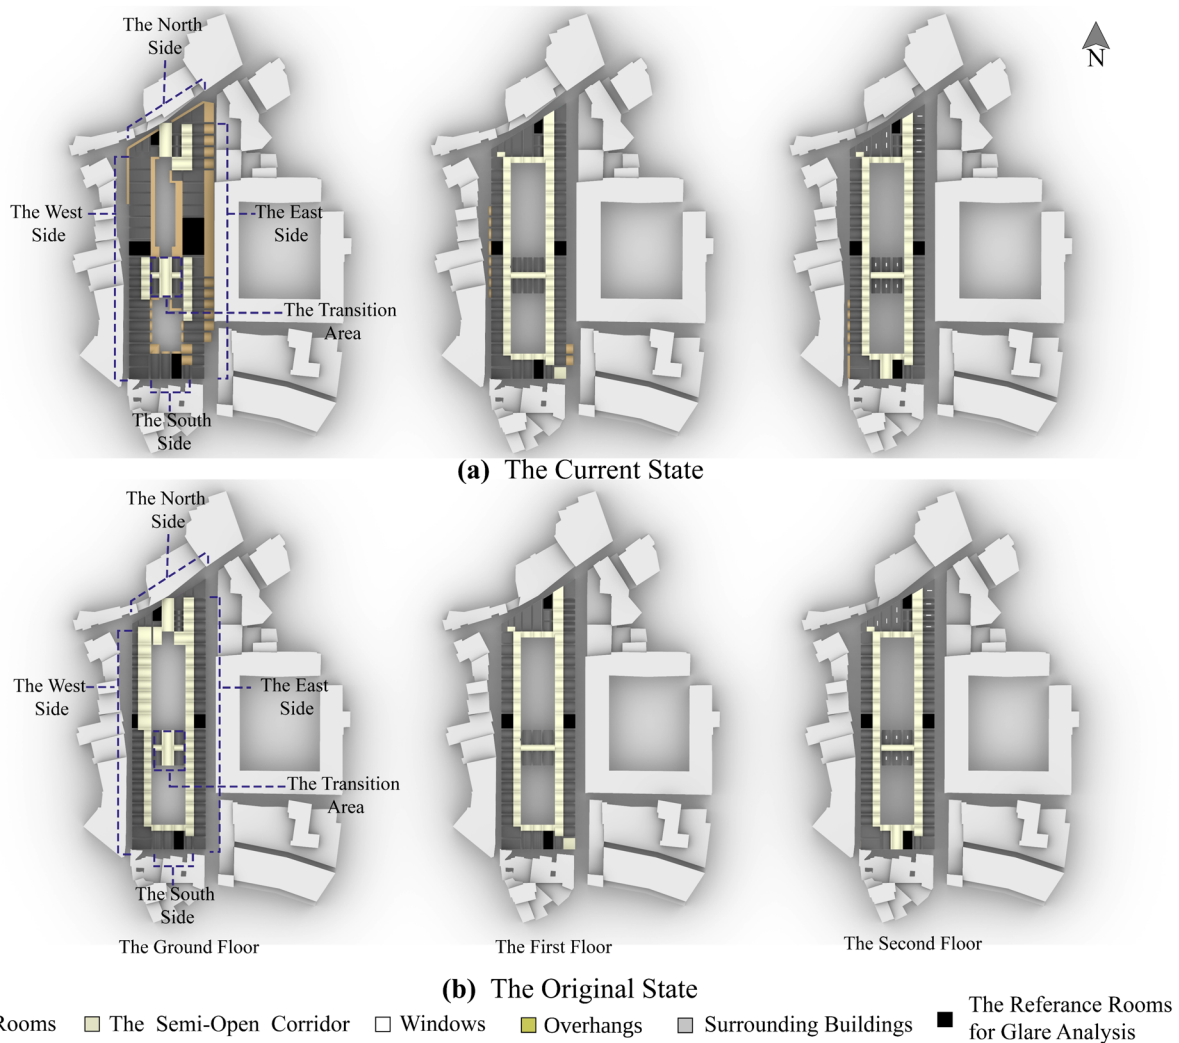 The North
Side
N
The West
Side
The East
Side
The Transition
Area
The South
Side
(a) The Current State
The North
Side
The West
Side
The East
Side
The Transition
Area
The South
Side
The Ground Floor
The First Floor
The Second Floor
(b) The Original State
Rooms
The Semi-Open Corridor
Windows
Overhangs
Surrounding Buildings
The Referance Rooms
for Glare Analysis